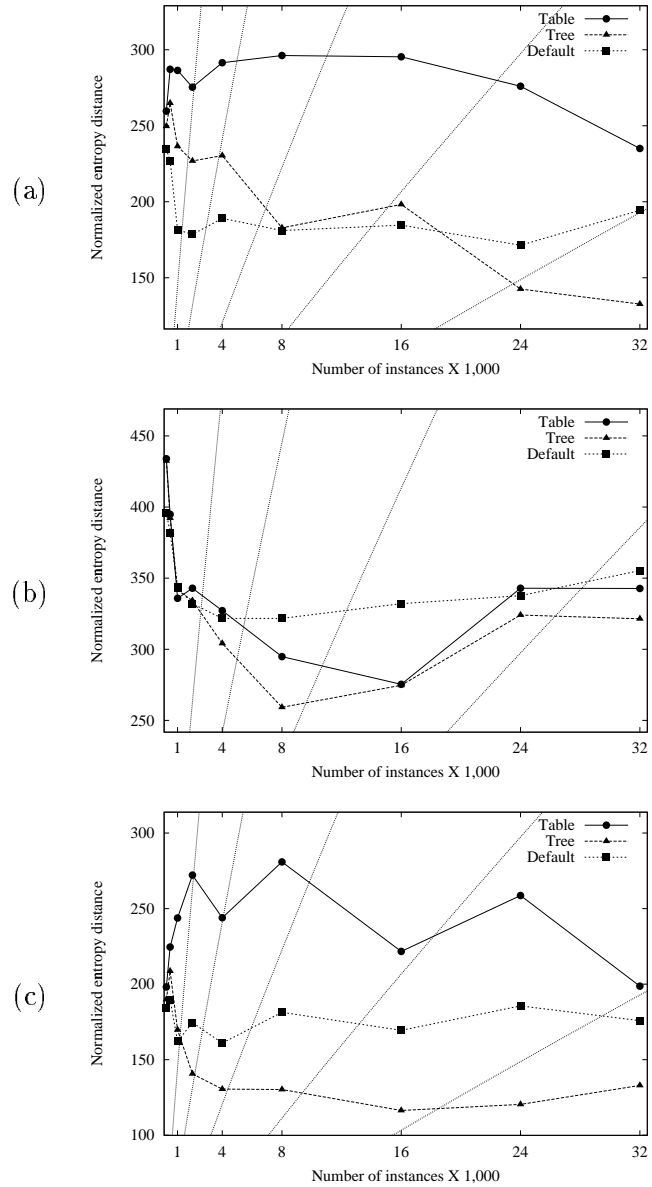 (a)
Normalized entropy distance
300
250
200
150
Table
Tree
Default
1 4 8 16 24 32
Number of instances X 1,000
(b)
Normalized entropy distance
450
400
350
300
250
Table
Tree
Default
1 4 8 16 24 32
Number of instances X 1,000
(c)
Normalized entropy distance
300
250
200
150
100
Table
Tree
Default
1 4 8 16 24 32
Number of instances X 1,000